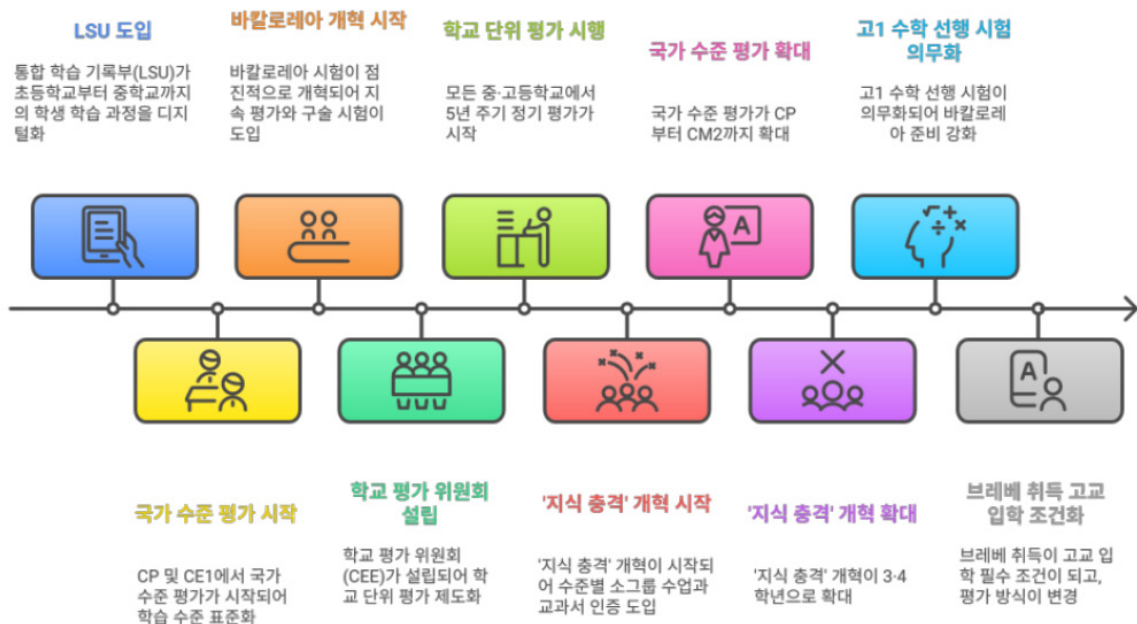 LSU 도입
통합 학습 기록부(LSU)가
초등학교부터 중학교까지
의 학생 학습 과정을 디지
털화
바칼로레아 개혁 시작
바칼로레아 시험이 점
진적으로 개혁되어 지
속 평가와 구술 시험이
도입
학교 단위 평가 시행
모든 중·고등학교에서
5년 주기 정기 평가가
시작
국가 수준 평가 확대
국가 수준 평가가 CP
부터 CM2까지 확대
고1 수학 선행 시험
의무화
고1 수학 선행 시험이
의무화되어 바칼로레
아 준비 강화
A
A
국가 수준 평가 시작
CP 및 CE1에서 국가
수준 평가가 시작되어
학습 수준 표준화
학교 평가 위원회
설립
학교 평가 위원회
(CEE)가 설립되어 학
교 단위 평가 제도화
'지식 충격' 개혁 시작
'지식 충격' 개혁이 시작되
어 수준별 소그룹 수업과
교과서 인증 도입
'지식 충격' 개혁 확대
'지식 충격' 개혁이 3·4
학년으로 확대
브레베 취득 고교
입학 조건화
브레베 취득이 고교 입
학 필수 조건이 되고,
평가 방식이 변경